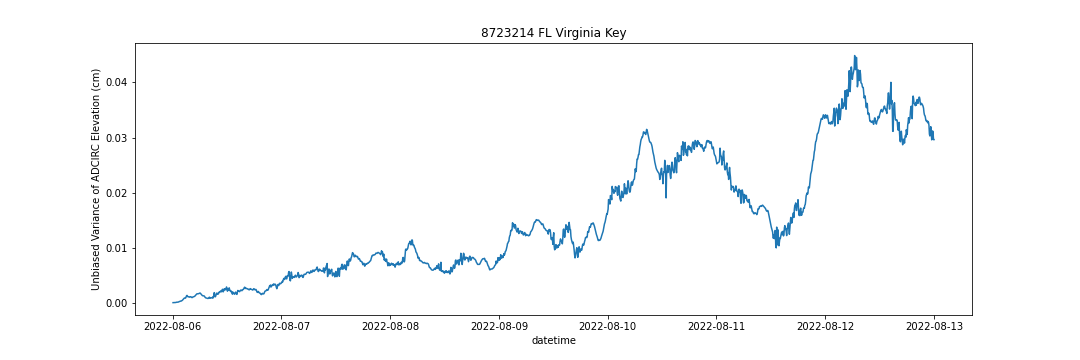 8723214 FL Virginia Key
Unbiased Variance of ADCIRC Elevation (cm)
0.04
0.03
0.02
0.01
0.00
2022-08-06 2022-08-07 2022-08-08 2022-08-09 2022-08-10 2022-08-11 2022-08-12 2022-08-13
datetime